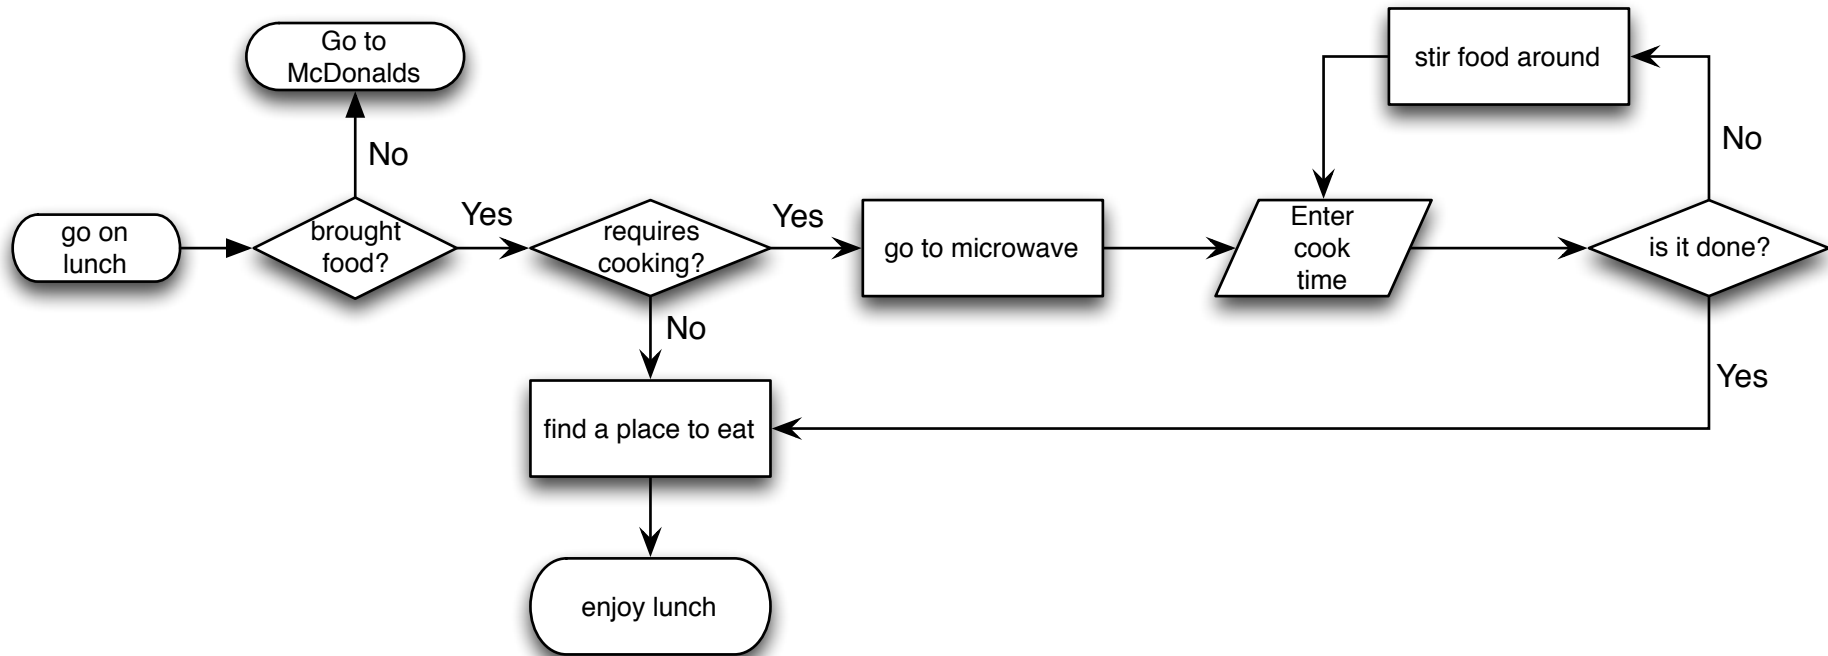 Go to
McDonalds
stir food around
No
No
go on
lunch
brought
food?
Yes
requires
cooking?
Yes
go to microwave
Enter
cook
time
is it done?
No
Yes
find a place to eat
enjoy lunch